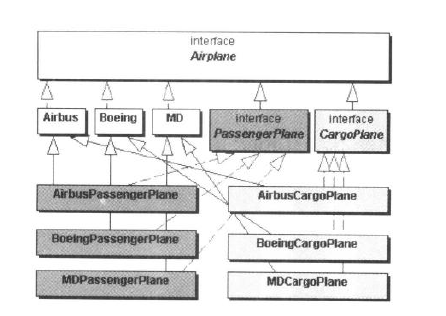 interface
Airplane
Airbus
Boeing
MD
interface
PassengerPlane
interface
CargoPlane
AirbusPassengerPlane
AirbusCargoPlane
BoeingPassengerPlane
BoeingCargoPlane
MDPassengerPlane
MDCargoPlane